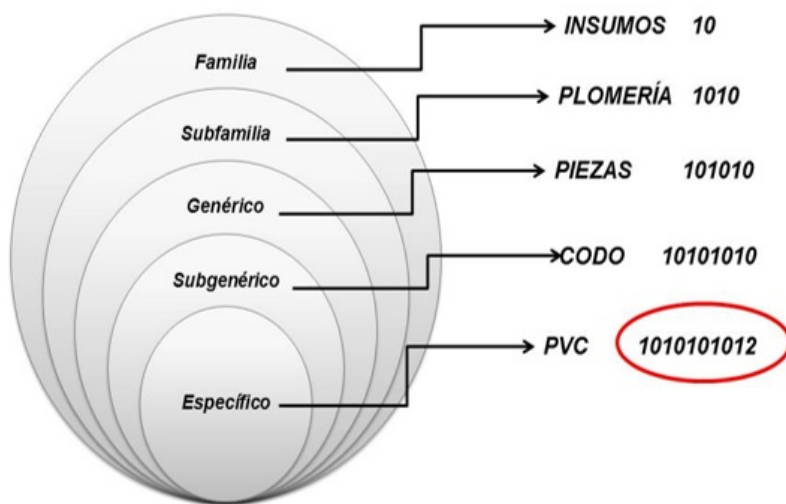 Familia INSUMOS 10
Subfamilia PLOMERÍA 1010
Genérico PIEZAS 101010
Subgenérico CODO 10101010
Específico PVC 1010101012